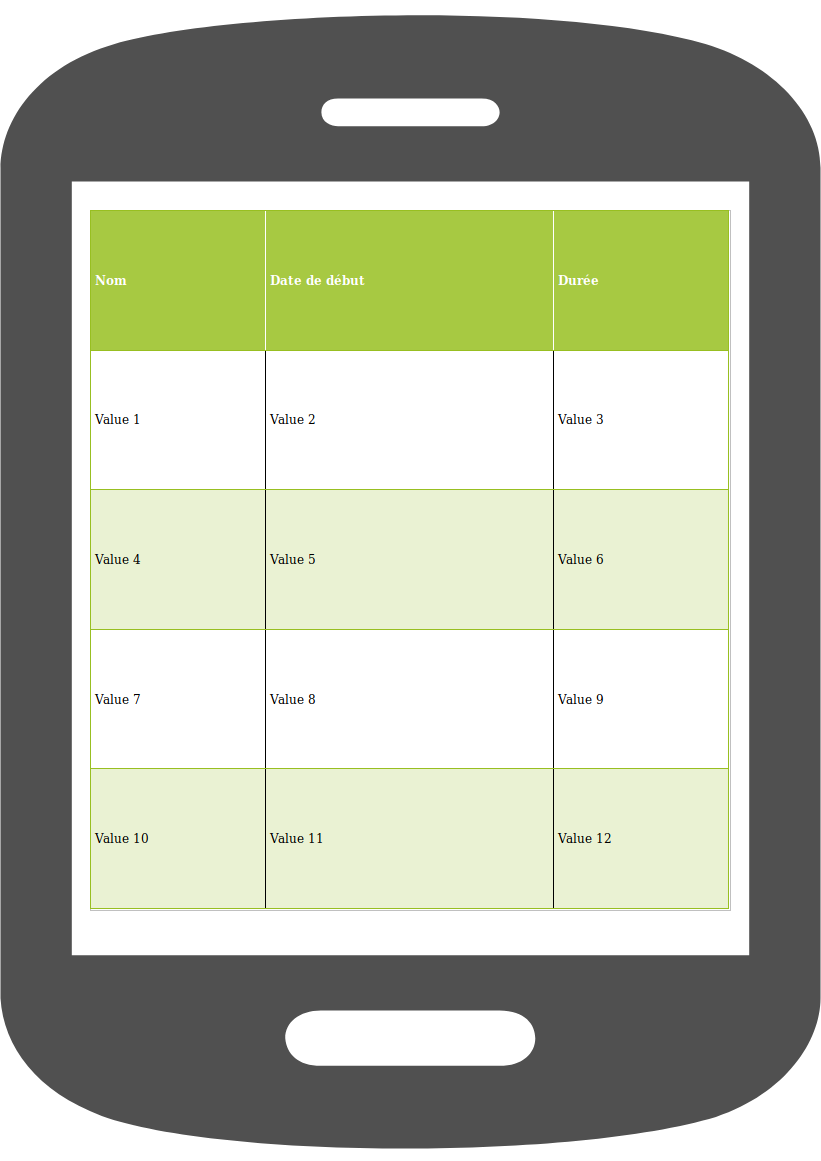 Nom Date de début Durée
Value 1 Value 2 Value 3
Value 4 Value 5 Value 6
Value 7 Value 8 Value 9
Value 10 Value 11 Value 12